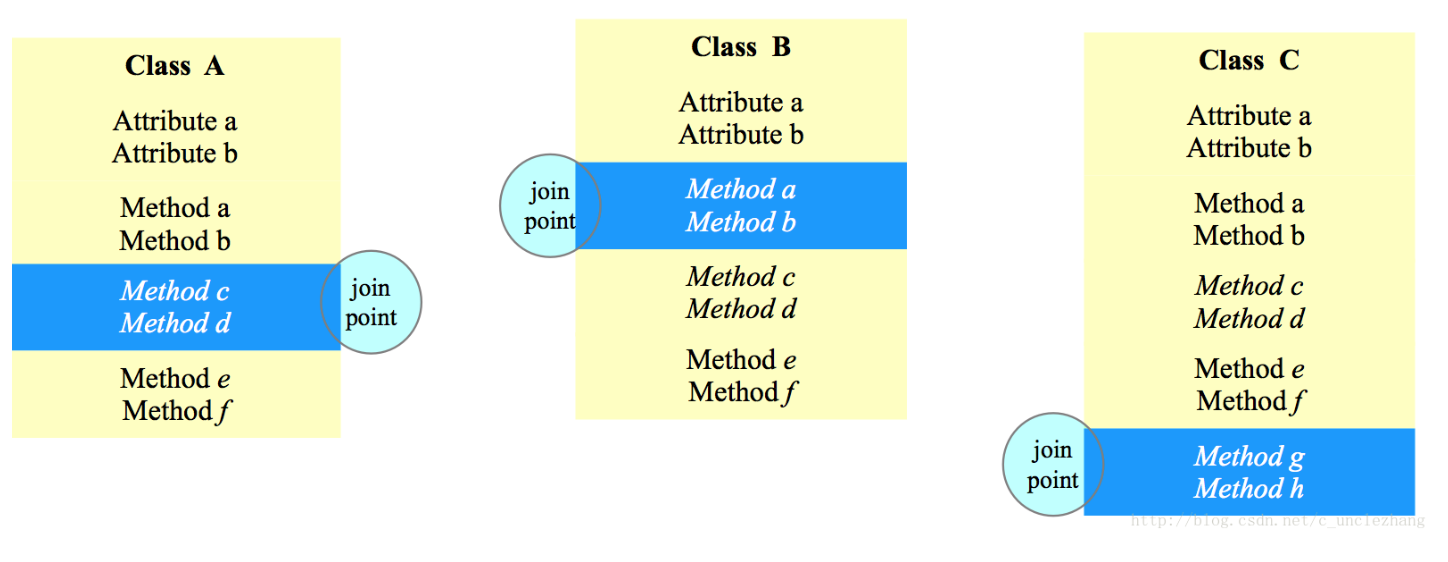 Class A
Attribute a
Attribute b
Method a
Method b
Method c
Method d
join
point
Method e
Method f
Class B
Attribute a
Attribute b
join
point
Method a
Method b
Method c
Method d
Method e
Method f
Class C
Attribute a
Attribute b
Method a
Method b
Method c
Method d
Method e
Method f
join
point
Method g
Method h
http://blog.csdn.net/c_unclezhang